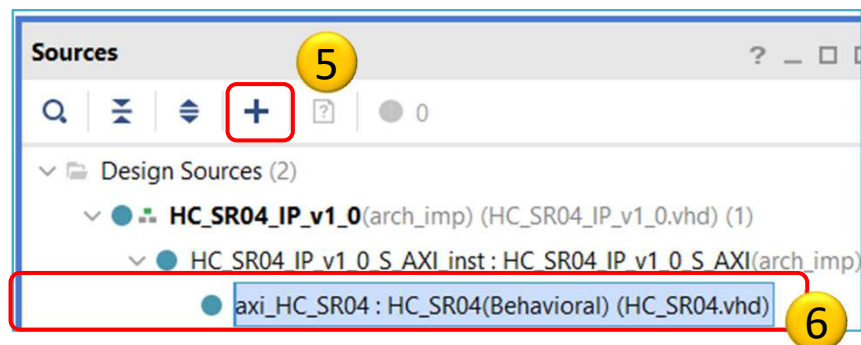 Sources
5
? _
0
Design Sources (2)
HC_SR04_IP_v1_0(arch_imp) (HC_SR04_IP_v1_0.vhd) (1)
HC_SR04_IP_v1_0_S_AXI_inst : HC_SR04_IP_v1_0_S_AXI(arch_imp)
axi_HC_SR04 : HC_SR04(Behavioral) (HC_SR04.vhd)
6